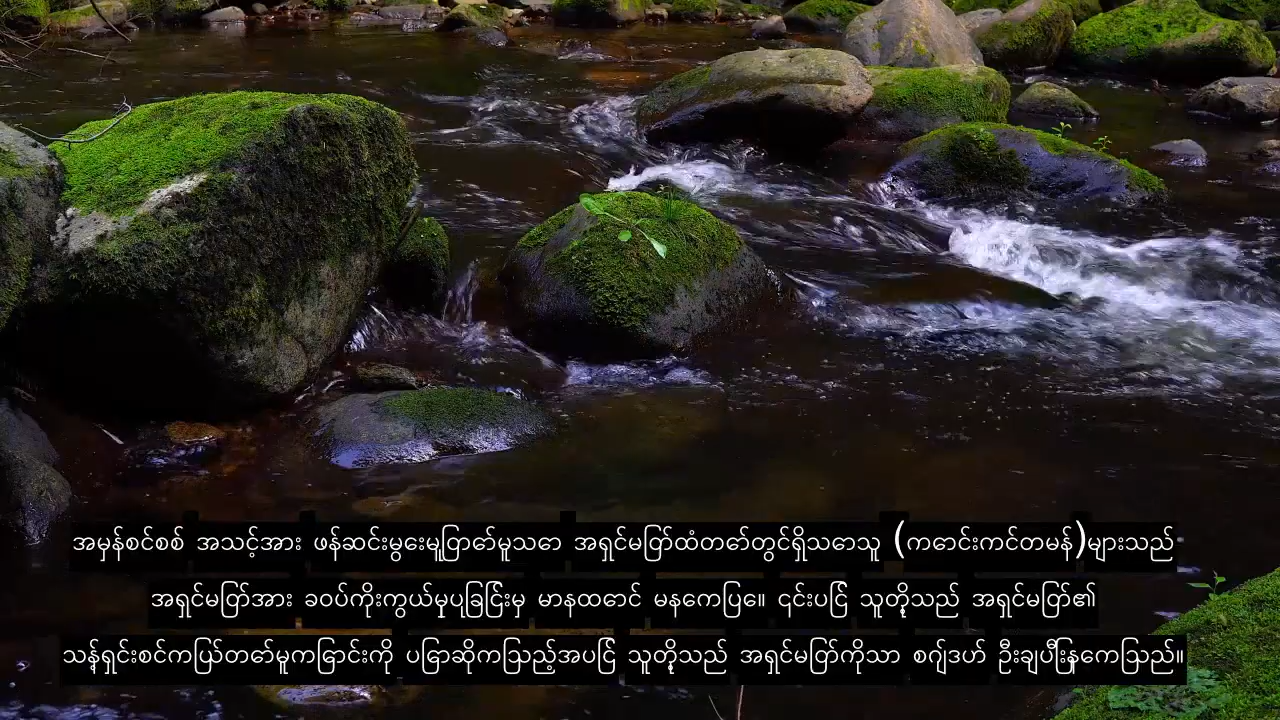 အမှန်စင်စစ် အသင့်အား ဖန်ဆင်းမွေးမြူတော်မူသော အရှင်မြတ်ထံတော်တွင်ရှိသောသူ (ကောင်းကင်တမန်)များသည်
အရှင်မြတ်အား ခဝပ်ကိုးကွယ်မှုပြုခြင်းမှ မာနထောင် မနေကြပေ။ ၎င်းပြင် သူတို့သည် အရှင်မြတ်၏
သန့်ရှင်းစင်ကြယ်တော်မူကြောင်းကို ပြောဆိုကြသည့်အပြင် သူတို့သည် အရှင်မြတ်ကိုသာ စဂျ်ဒဟ် ဦးချပြီးနေကြသည်။